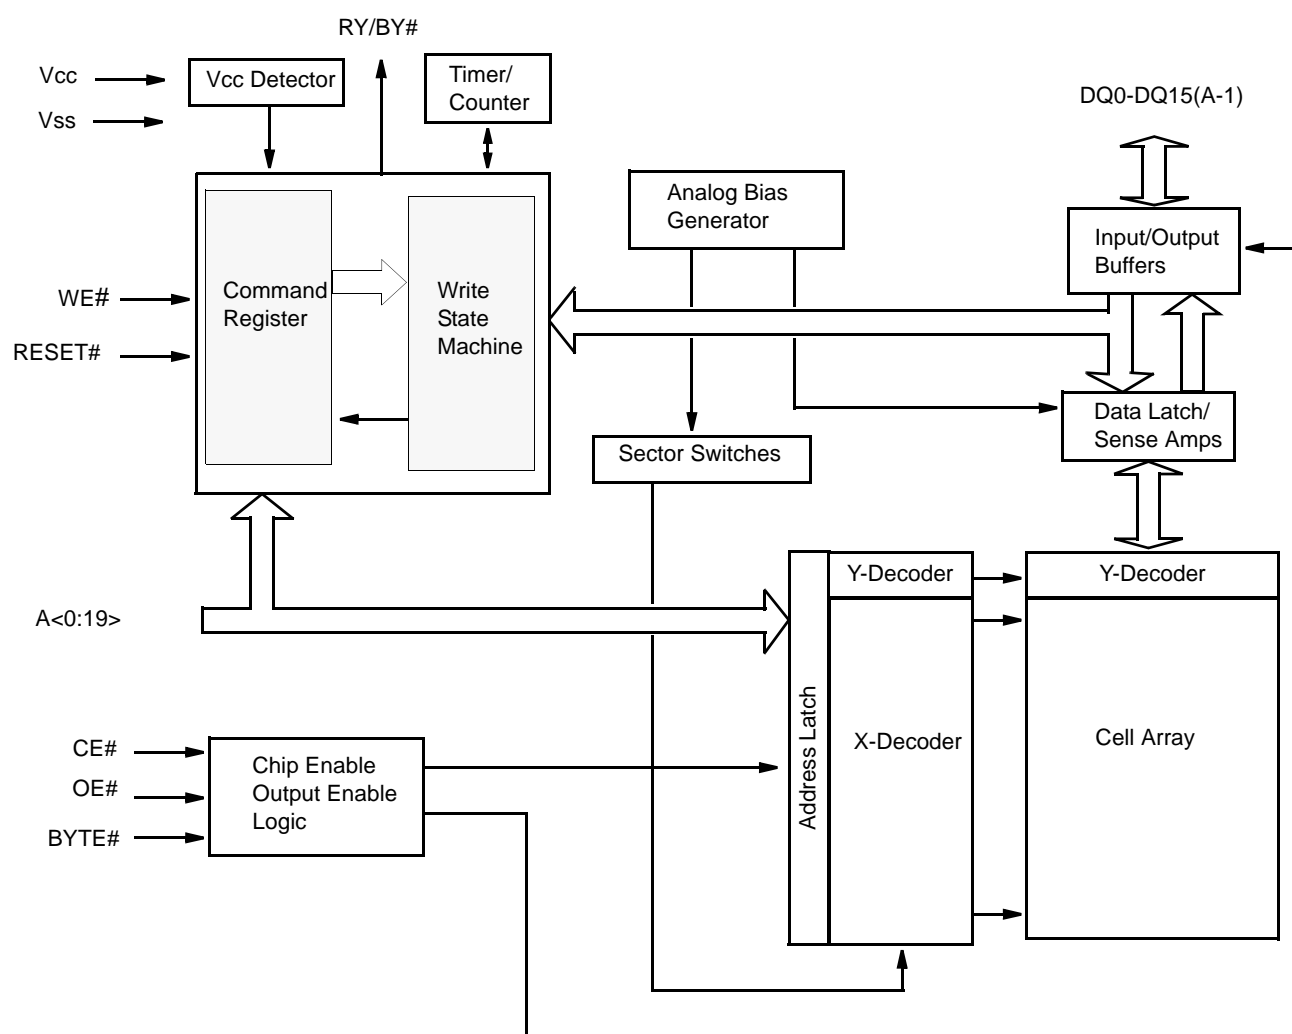 RY/BY#
Vcc
Vcc Detector
Timer/
Counter
Vss
DQ0-DQ15(A-1)
Analog Bias
Generator
Input/Output
Buffers
Command
Register
Write
State
Machine
WE#
RESET#
Data Latch/
Sense Amps
Sector Switches
Y-Decoder
Y-Decoder
A<0:19>
Address Latch
X-Decoder
Cell Array
CE#
OE#
BYTE#
Chip Enable
Output Enable
Logic